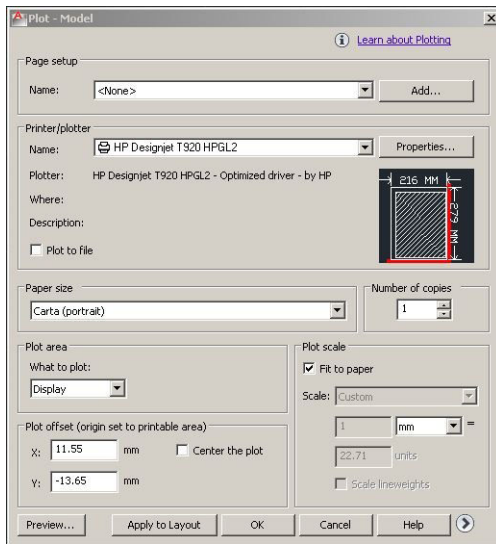 Plot - Model
Learn about Plotting
Page setup
Name: <None> Add...
Printer/plotter
Name: HP Designjet T920 HPGL2 Properties...
Plotter: HP Designjet T920 HPGL2 - Optimized driver - by HP
Where:
Description:
Plot to file
216 MM
279 MM
Paper size
Carta (portrait)
Number of copies
1
Plot area
What to plot:
Display
Plot offset (origin set to printable area)
X: 11.55 mm Center the plot
Y: -13.65 mm
Plot scale
Fit to paper
Scale: Custom
1 mm =
22.71 units
Scale lineweights
Preview... Apply to Layout OK Cancel Help